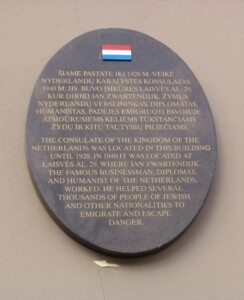 ŠIAME PASTATE IKI 1928 M. VEIKĖ
NYDERLANDŲ KARALYSTĖS KONSULATAS.
1940 M. JIS BUVO ĮSIKŪRĘS LAISVĖS AL. 29,
KUR DIRBO JAN ZWARTENDIJK, ŽYMUS
NYDERLANDŲ VERSLININKAS, DIPLOMATAS,
HUMANISTAS, PADĖJĘS EMIGRUOTI PAVOJUJE
ATSIDŪRUSIEMS KELIEMS TŪKSTANČIAMS
ŽYDŲ IR KITŲ TAUTYBIŲ PILIEČIAMS.
THE CONSULATE OF THE KINGDOM OF THE
NETHERLANDS WAS LOCATED IN THIS BUILDING
UNTIL 1928. IN 1940 IT WAS LOCATED AT
LAISVĖS AL. 29, WHERE JAN ZWARTENDIJK,
THE FAMOUS BUSINESSMAN, DIPLOMAT,
AND HUMANIST OF THE NETHERLANDS,
WORKED. HE HELPED SEVERAL
THOUSANDS OF PEOPLE OF JEWISH
AND OTHER NATIONALITIES TO
EMIGRATE AND ESCAPE
DANGER.